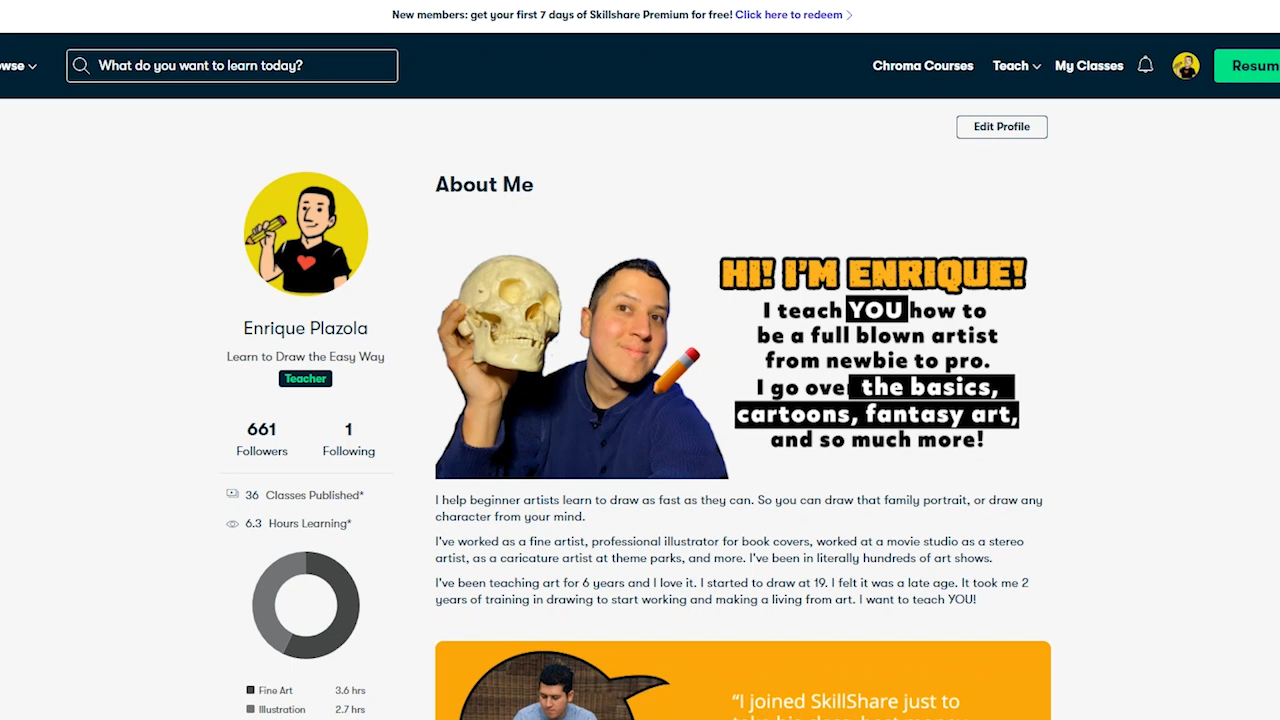 New members: get your first 7 days of Skillshare Premium for free! Click here to redeem
What do you want to learn today?
Chroma Courses
Teach
My Classes
Edit Profile
About Me
HI! I'M ENRIQUE!
I teach YOU how to
be a full blown artist
from newbie to pro.
I go over the basics,
cartoons, fantasy art,
and so much more!
Enrique Plazola
Learn to Draw the Easy Way
Teacher
661
Followers
1
Following
36 Classes Published*
6.3 Hours Learning*
Fine Art 3.6 hrs
Illustration 2.7 hrs
I help beginner artists learn to draw as fast as they can. So you can draw that family portrait, or draw any
character from your mind.
I've worked as a fine artist, professional illustrator for book covers, worked at a movie studio as a stereo
artist, as a caricature artist at theme parks, and more. I've been in literally hundreds of art shows.
I've been teaching art for 6 years and I love it. I started to draw at 19. I felt it was a late age. It took me 2
years of training in drawing to start working and making a living from art. I want to teach YOU!
“I joined SkillShare just to